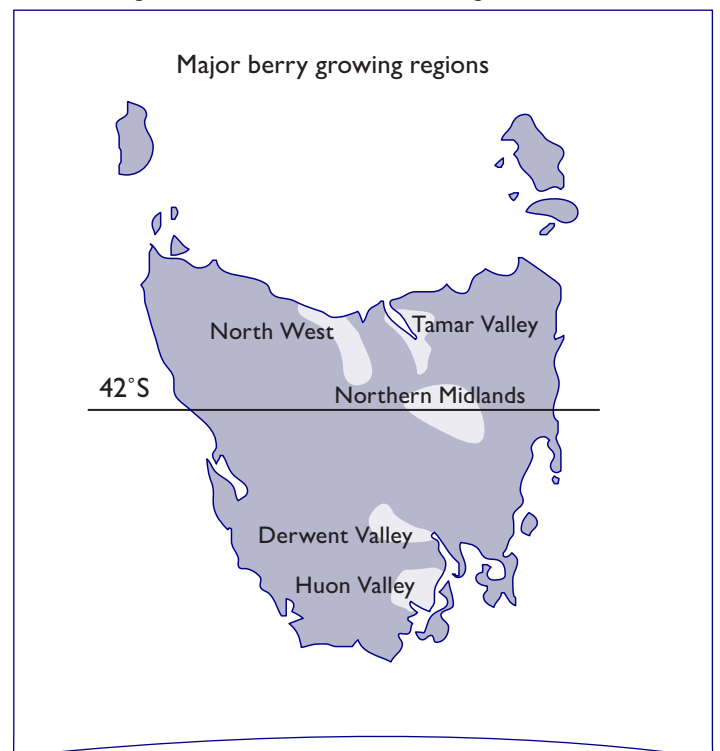 Major berry growing regions
North West
Tamar Valley
42°S
Northern Midlands
Derwent Valley
Huon Valley